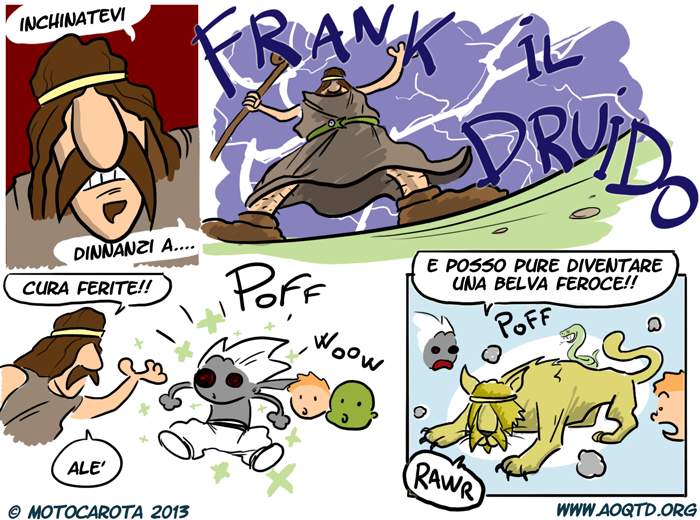 INCHINATEVI
DINNANZI A....
FRANK IL
DRUIDO
CURA FERITE!!
POFF
WOOW
ALE'
E POSSO PURE DIVENTARE
UNA BELVA FEROCE!!
POFF
RAWR
© MOTOCAROTA 2013
WWW.AOQTD.ORG